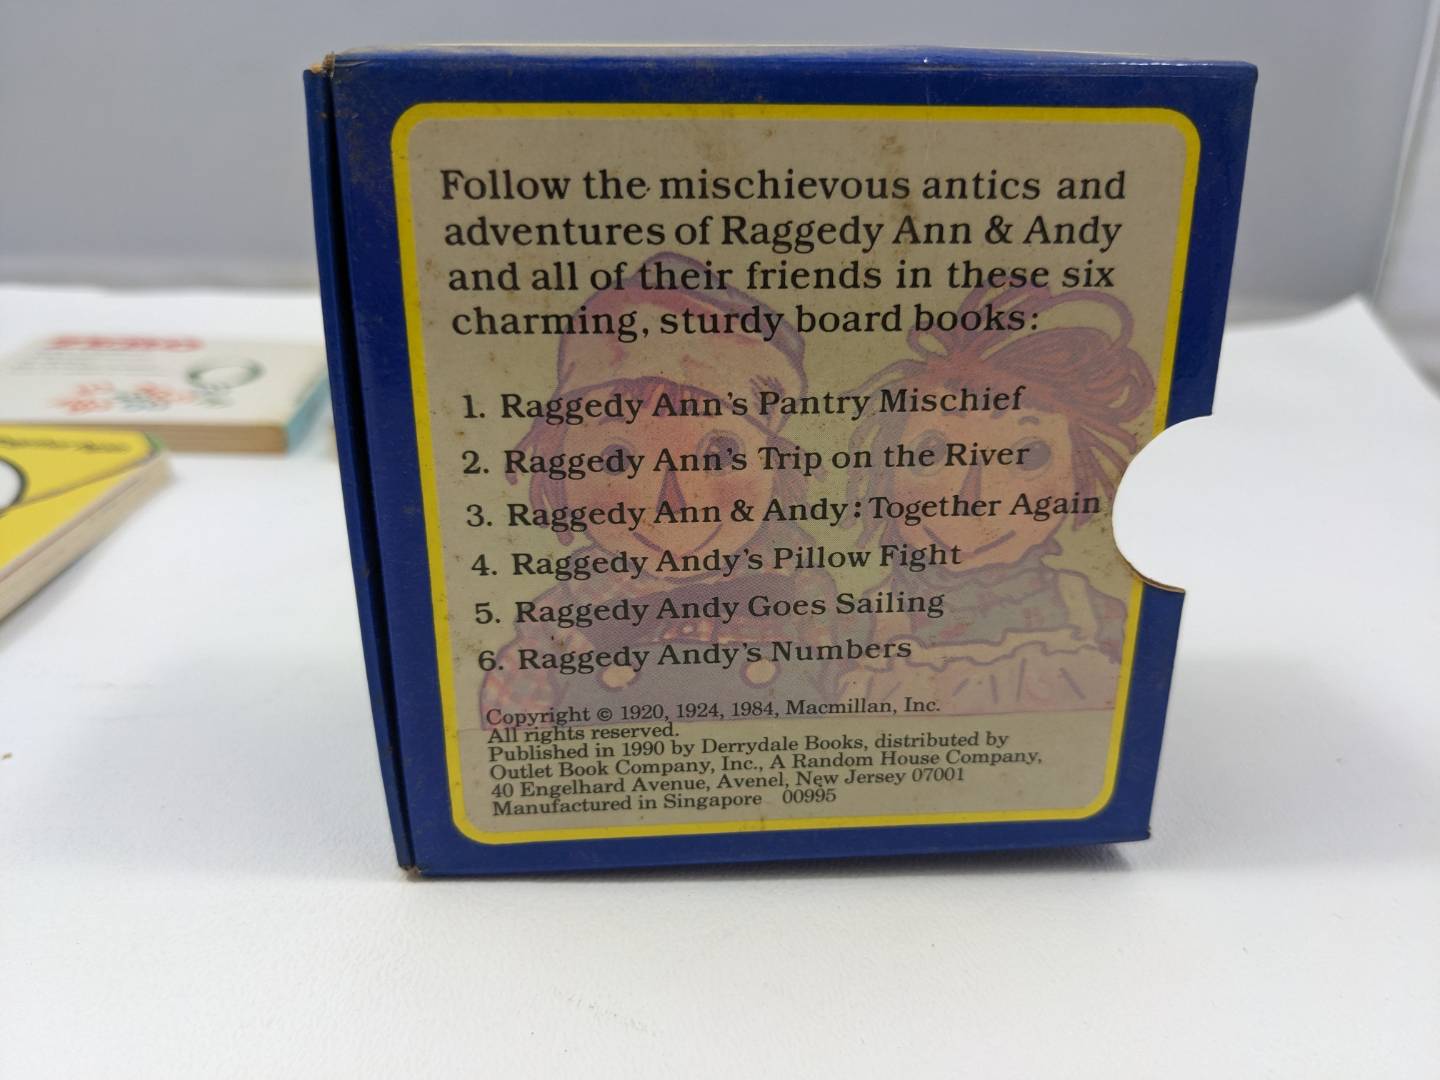 Follow the mischievous antics and
adventures of Raggedy Ann & Andy
and all of their friends in these six
charming, sturdy board books:
1. Raggedy Ann's Pantry Mischief
2. Raggedy Ann's Trip on the River
3. Raggedy Ann & Andy: Together Again
4. Raggedy Andy's Pillow Fight
5. Raggedy Andy Goes Sailing
6. Raggedy Andy's Numbers
Copyright © 1920, 1924, 1984, Macmillan, Inc.
All rights reserved.
Published in 1990 by Derrydale Books, distributed by
Outlet Book Company, Inc., A Random House Company,
40 Engelhard Avenue, Avenel, New Jersey 07001
Manufactured in Singapore 00995